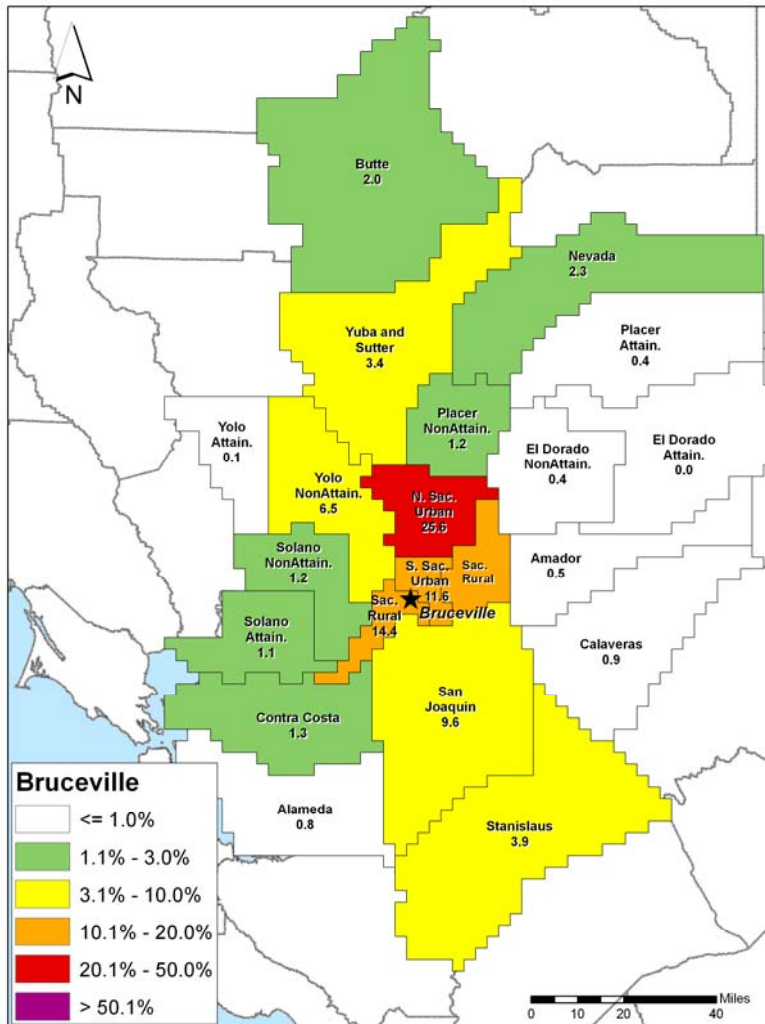 N
Butte
2.0
Nevada
2.3
Yuba and
Sutter
3.4
Placer
Attain.
0.4
Placer
NonAttain.
1.2
Yolo
Attain.
0.1
El Dorado
NonAttain.
0.4
El Dorado
Attain.
0.0
Yolo
NonAttain.
6.5
N. Sac.
Urban
25.6
Solano
NonAttain.
1.2
S. Sac.
Urban
11.6
Sac.
Rural
Amador
0.5
Sac.
Rural
14.4
Bruceville
Solano
Attain.
1.1
Calaveras
0.9
San
Joaquin
9.6
Contra Costa
1.3
Alameda
0.8
Stanislaus
3.9
Bruceville
<= 1.0%
1.1% - 3.0%
3.1% - 10.0%
10.1% - 20.0%
20.1% - 50.0%
> 50.1%
Miles
0 10 20 40